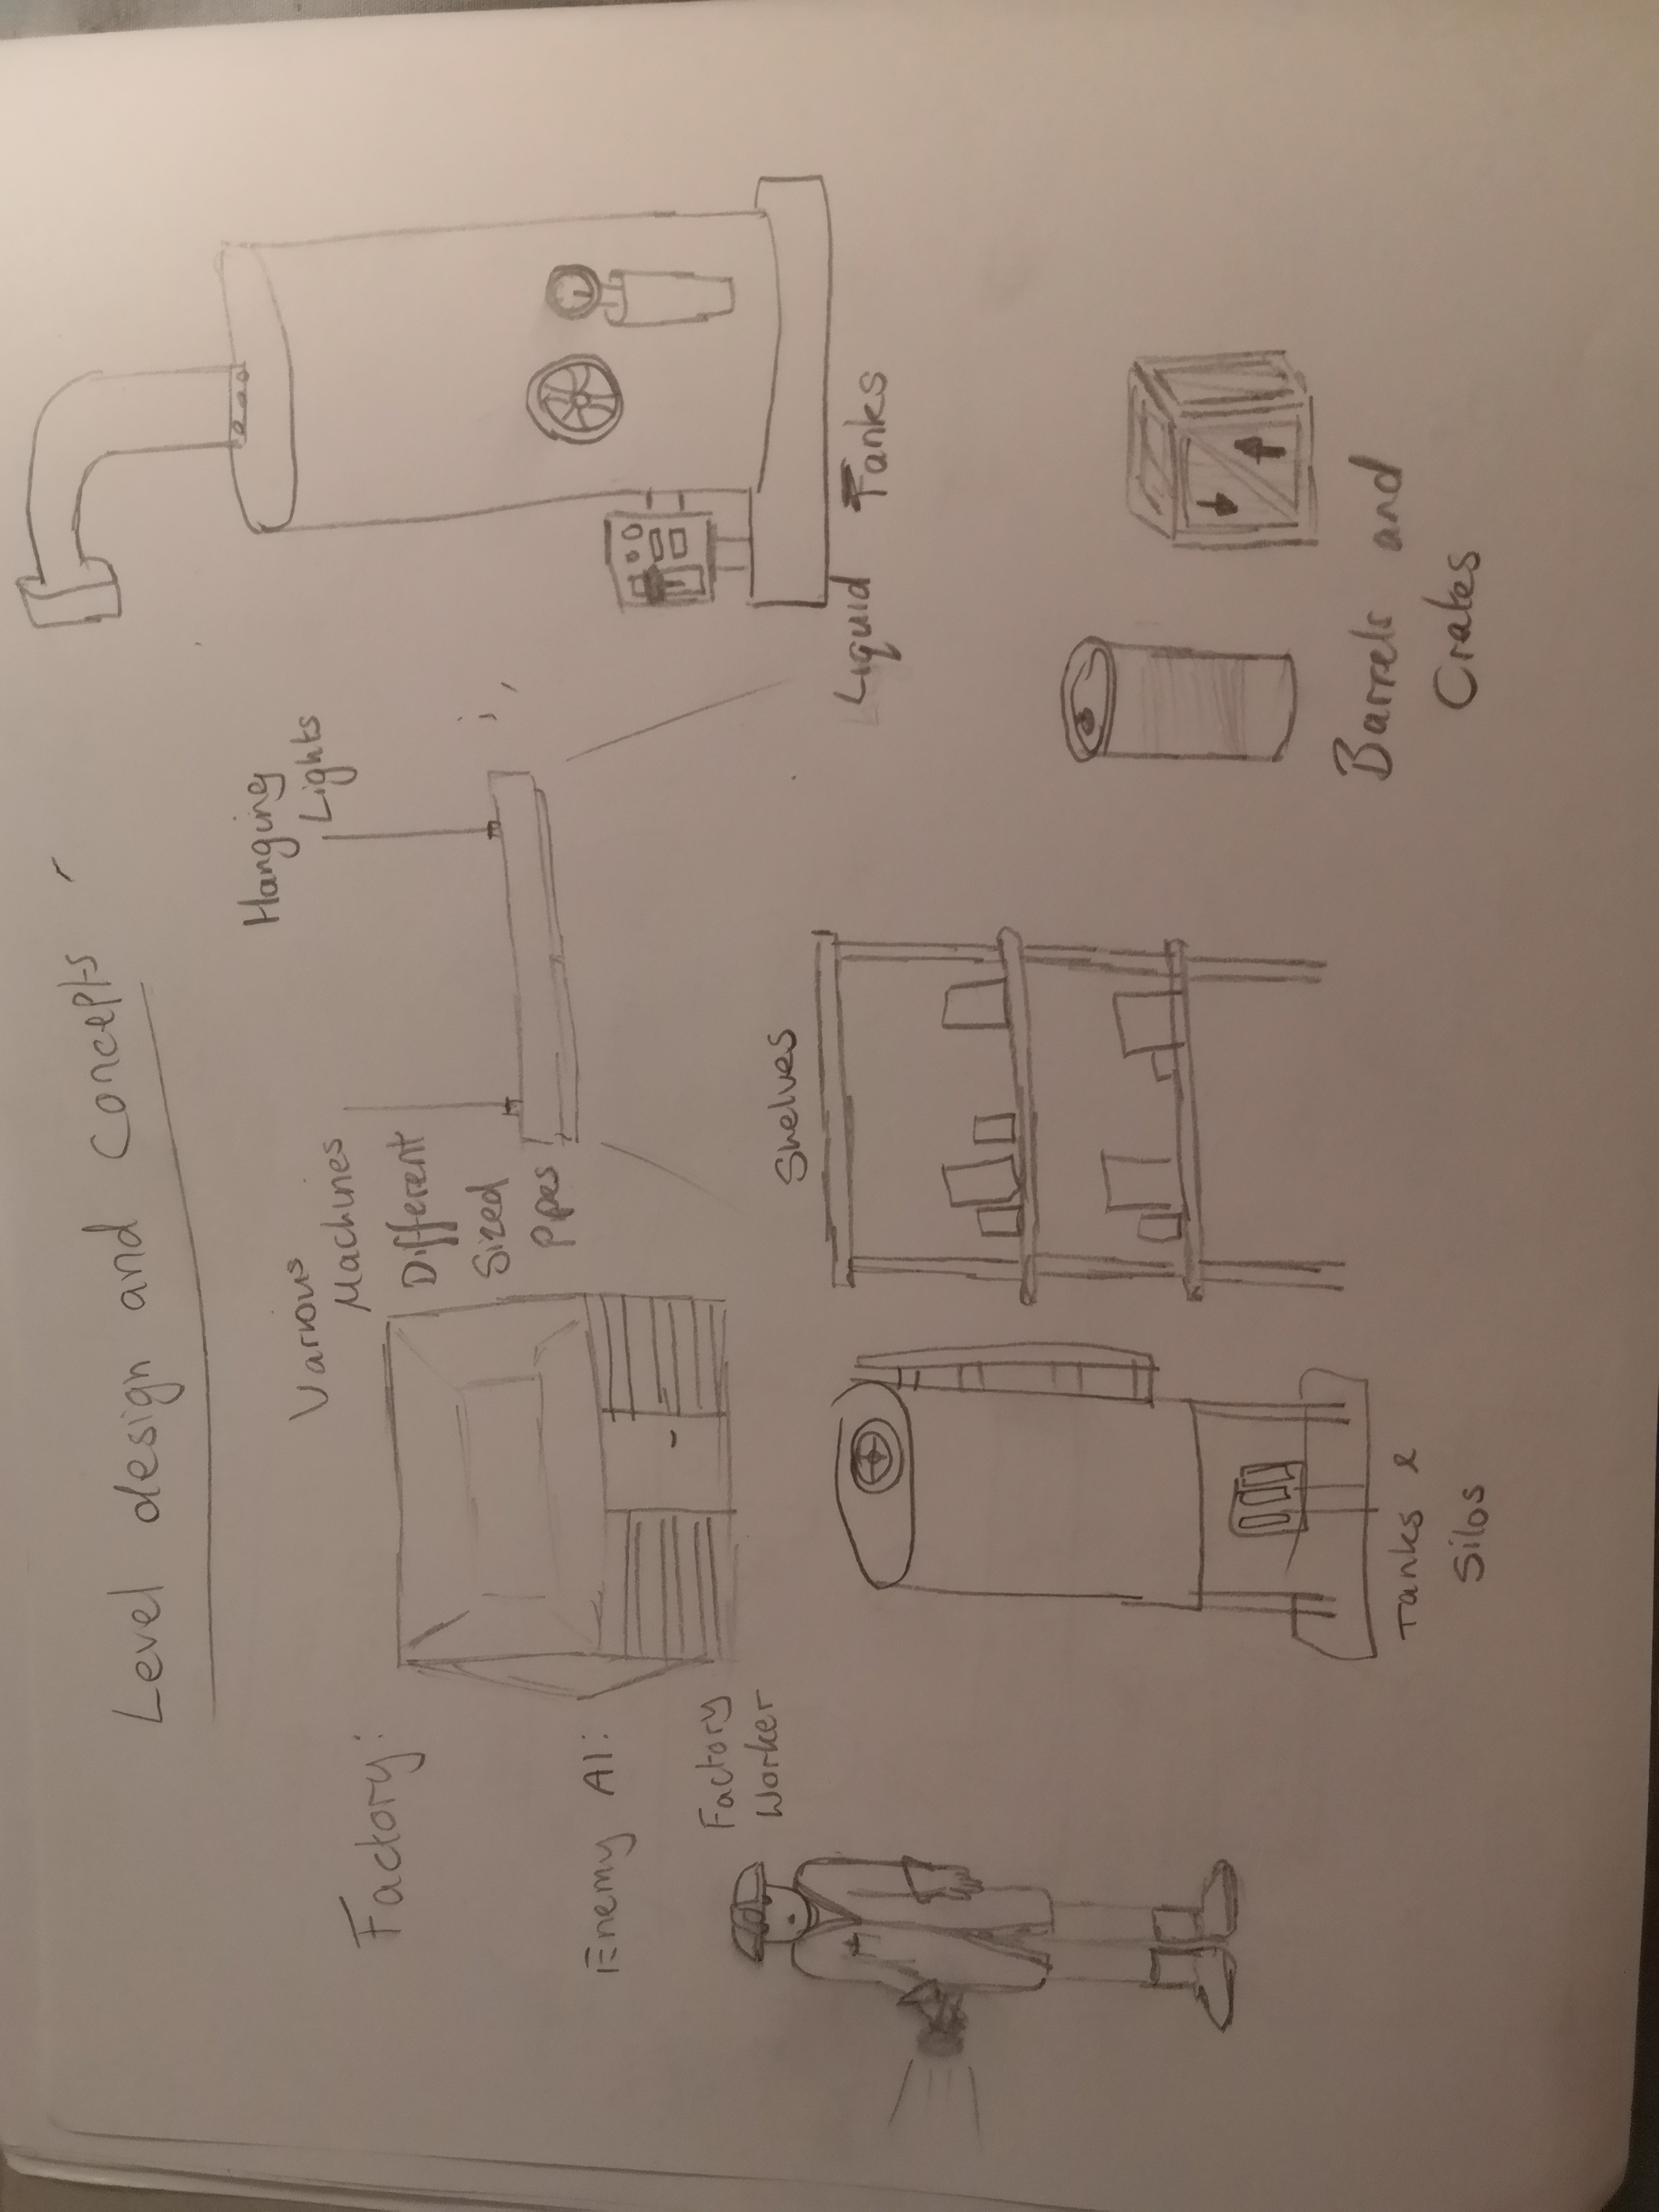 Level design and Concepts
Factory:
Various
Machines
Different
Sized
Pipes
Hanging
Lights
Enemy AI:
Factory
Worker
Shelves
Liquid Tanks
Tanks &
Silos
Barrels and
Crates